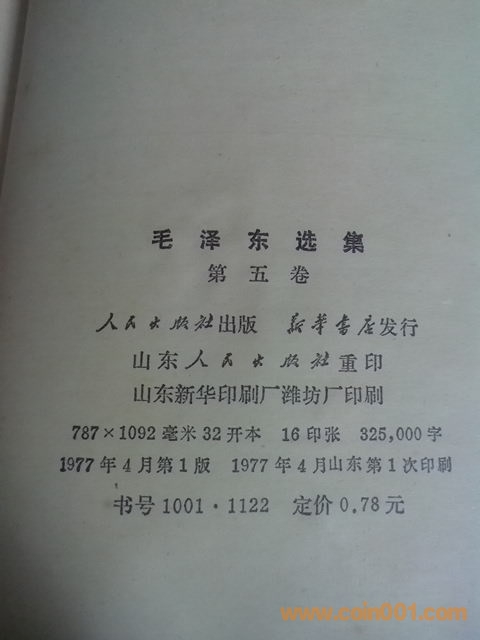 毛泽东选集
第五卷
人民出版社出版 新华书店发行
山东人民出版社重印
山东新华印刷厂潍坊厂印刷
787×1092毫米32开本 16印张 325,000字
1977年4月第1版 1977年4月山东第1次印刷
书号1001·1122 定价0.78元
www.coin001.com